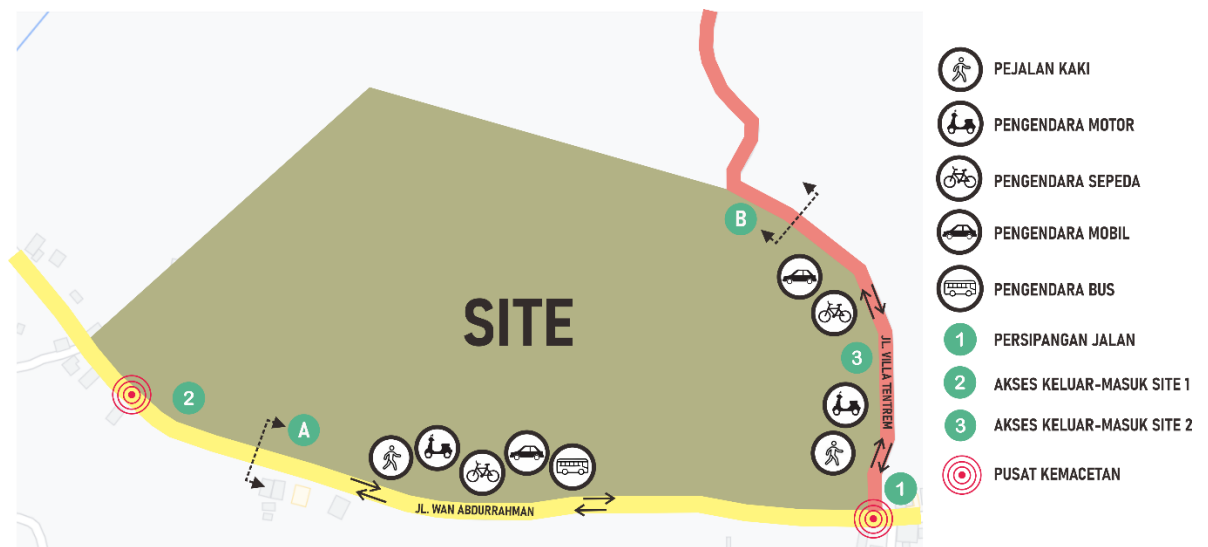 SITE
A
B
1
2
3
JL. WAN ABDURRAHMAN
JL. VILLA TENTREM
PEJALAN KAKI
PENGENDARA MOTOR
PENGENDARA SEPEDA
PENGENDARA MOBIL
PENGENDARA BUS
1 PERSIPANGAN JALAN
2 AKSES KELUAR-MASUK SITE 1
3 AKSES KELUAR-MASUK SITE 2
PUSAT KEMACETAN